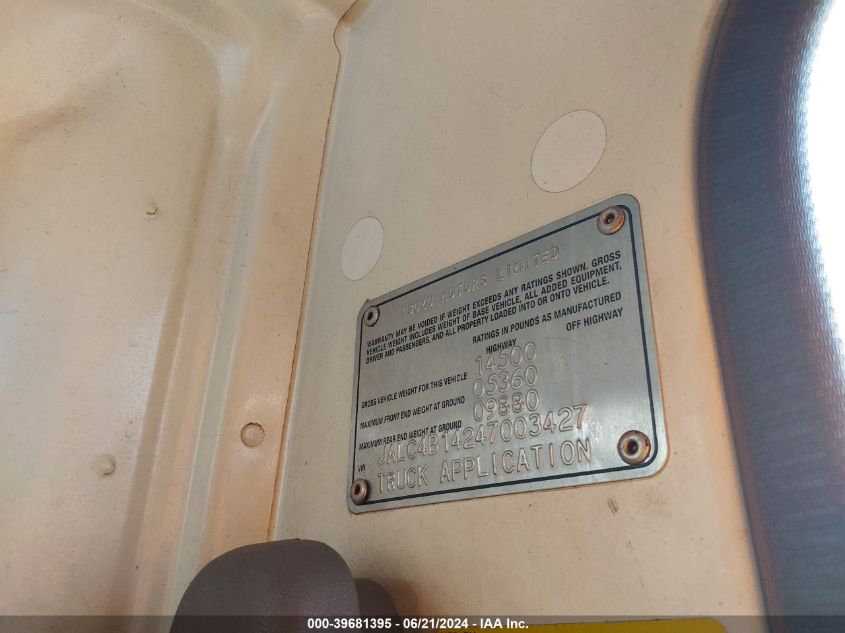 ISUZU MOTORS LIMITED
WARRANTY MAY BE VOIDED IF WEIGHT EXCEEDS ANY RATINGS SHOWN. GROSS
VEHICLE WEIGHT INCLUDES WEIGHT OF BASE VEHICLE, ALL ADDED EQUIPMENT,
DRIVER AND PASSENGERS, AND ALL PROPERTY LOADED INTO OR ONTO VEHICLE.
RATINGS IN POUNDS AS MANUFACTURED
HIGHWAY OFF HIGHWAY
GROSS VEHICLE WEIGHT FOR THIS VEHICLE 14500
MAXIMUM FRONT END WEIGHT AT GROUND 05360
MAXIMUM REAR END WEIGHT AT GROUND 09880
VIN JALC4B14247003427
TRUCK APPLICATION
000-39681395 - 06/21/2024 - IAA Inc.